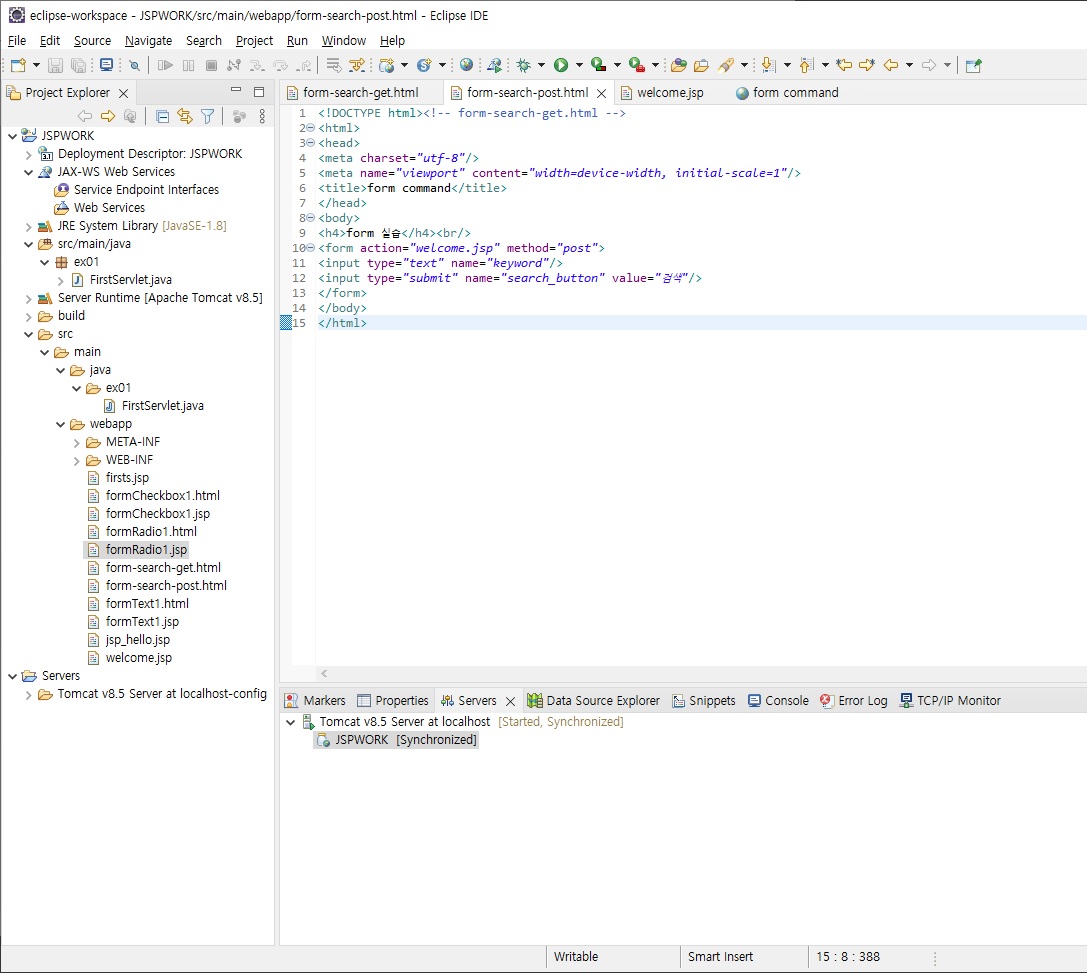 eclipse-workspace - JSPWORK/src/main/webapp/form-search-post.html - Eclipse IDE
File Edit Source Navigate Search Project Run Window Help
Project Explorer
JSPWORK
Deployment Descriptor: JSPWORK
JAX-WS Web Services
Service Endpoint Interfaces
Web Services
JRE System Library [JavaSE-1.8]
src/main/java
ex01
FirstServlet.java
Server Runtime [Apache Tomcat v8.5]
build
src
main
java
ex01
FirstServlet.java
webapp
META-INF
WEB-INF
firsts.jsp
formCheckbox1.html
formCheckbox1.jsp
formRadio1.html
formRadio1.jsp
form-search-get.html
form-search-post.html
formText1.html
formText1.jsp
jsp_hello.jsp
welcome.jsp
Servers
Tomcat v8.5 Server at localhost-config
form-search-get.html form-search-post.html welcome.jsp form command
1 <!DOCTYPE html><!-- form-search-get.html -->
2 <html>
3 <head>
4 <meta charset="utf-8"/>
5 <meta name="viewport" content="width=device-width, initial-scale=1"/>
6 <title>form command</title>
7 </head>
8 <body>
9 <h4>form 실습</h4><br/>
10 <form action="welcome.jsp" method="post">
11 <input type="text" name="keyword"/>
12 <input type="submit" name="search_button" value="검색"/>
13 </form>
14 </body>
15 </html>
Markers Properties Servers Data Source Explorer Snippets Console Error Log TCP/IP Monitor
Tomcat v8.5 Server at localhost [Started, Synchronized]
JSPWORK [Synchronized]
Writable Smart Insert 15 : 8 : 388